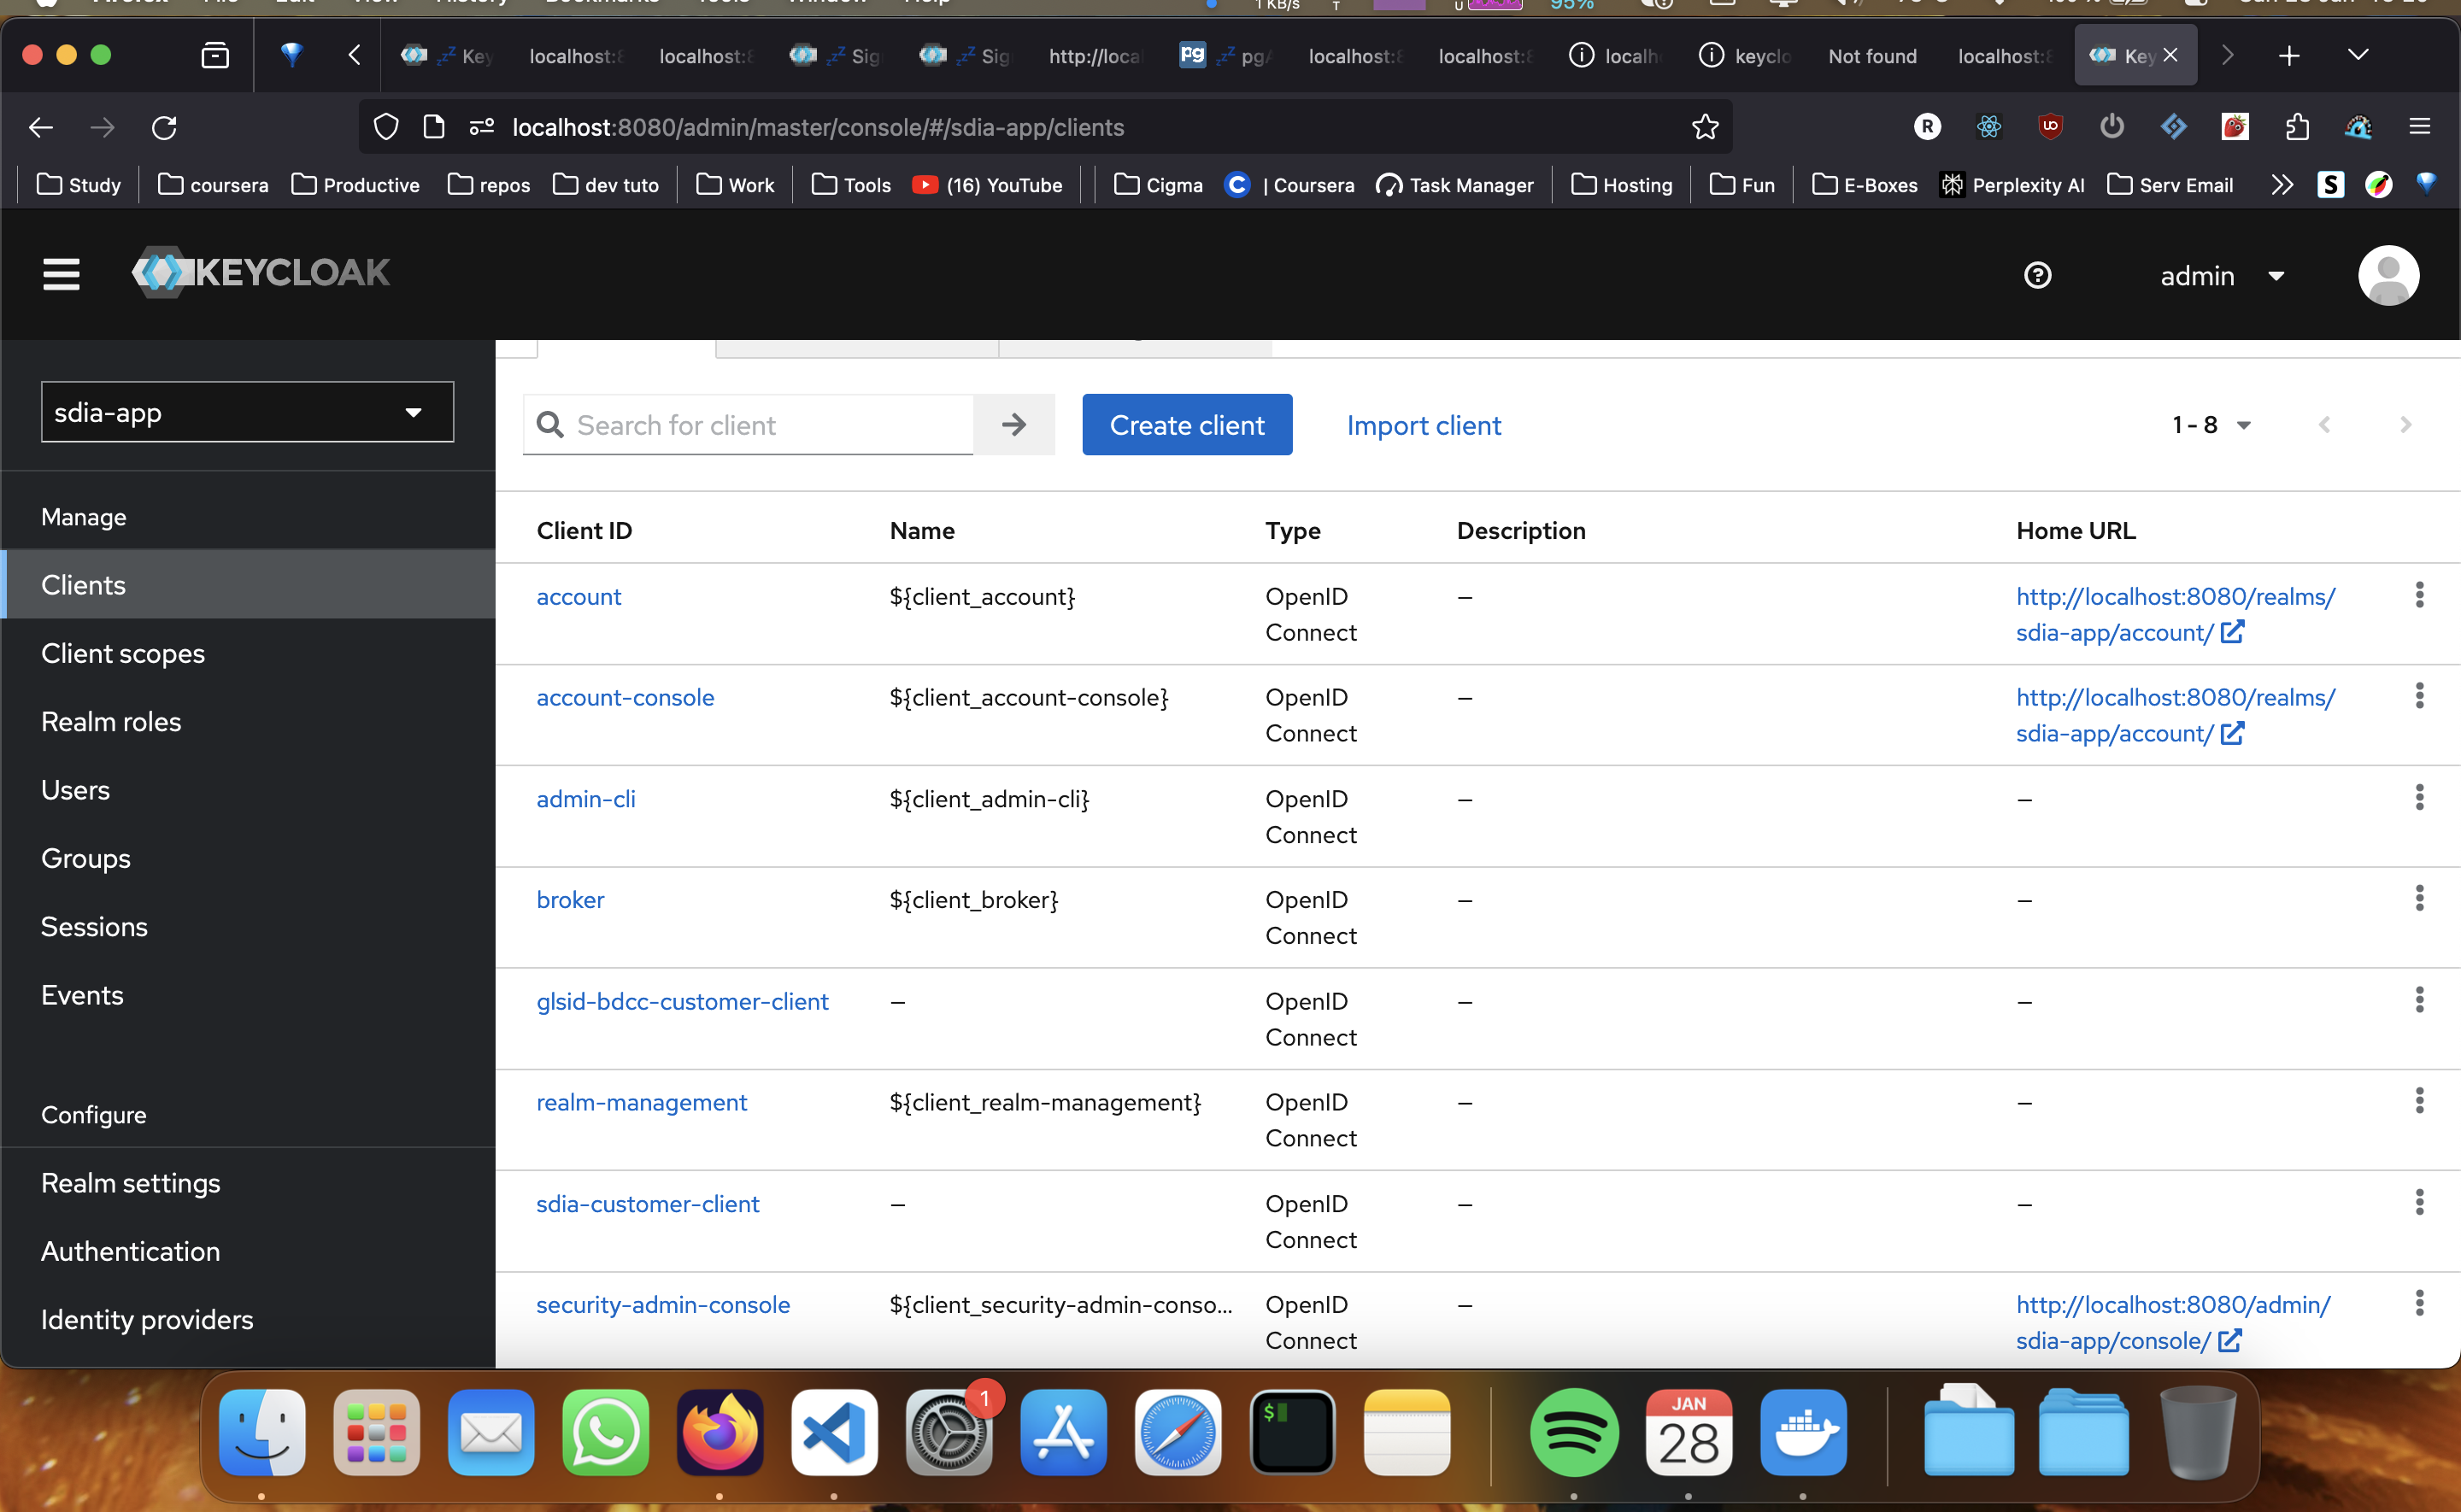 Key
localhost:8
localhost:8
Sig
Sig
http://loca
pg
pgA
localhost:8
localhost:8
localh
keyclo
Not found
localhost:8
Key
localhost:8080/admin/master/console/#/sdia-app/clients
R
Study
coursera
Productive
repos
dev tuto
Work
Tools
(16) YouTube
Cigma
C
| Coursera
Task Manager
Hosting
Fun
E-Boxes
Perplexity AI
Serv Email
S
KEYCLOAK
admin
sdia-app
Manage
Clients
Client scopes
Realm roles
Users
Groups
Sessions
Events
Configure
Realm settings
Authentication
Identity providers
Search for client
Create client
Import client
1 - 8
Client ID Name Type Description Home URL
account ${client_account} OpenID – http://localhost:8080/realms/
Connect sdia-app/account/
account-console ${client_account-console} OpenID – http://localhost:8080/realms/
Connect sdia-app/account/
admin-cli ${client_admin-cli} OpenID – –
Connect
broker ${client_broker} OpenID – –
Connect
glsid-bdcc-customer-client – OpenID – –
Connect
realm-management ${client_realm-management} OpenID – –
Connect
sdia-customer-client – OpenID – –
Connect
security-admin-console ${client_security-admin-conso... OpenID – http://localhost:8080/admin/
Connect sdia-app/console/
1
$
JAN
28